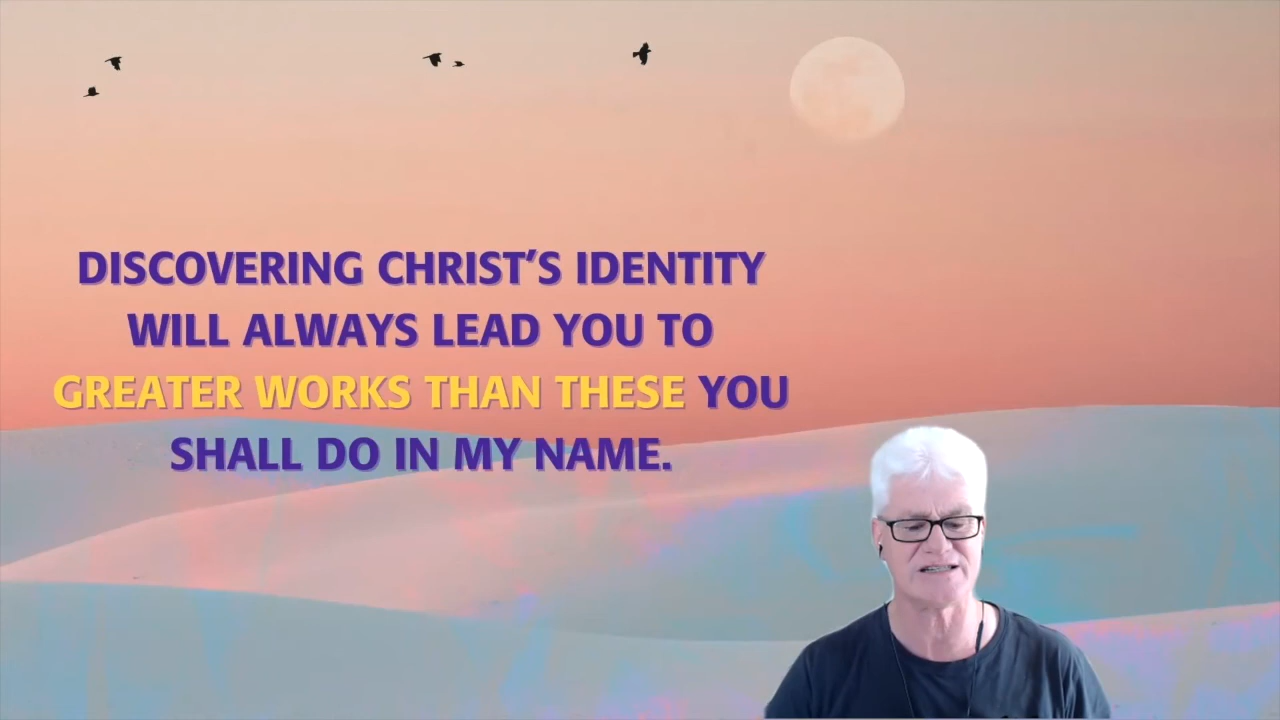 DISCOVERING CHRIST'S IDENTITY
WILL ALWAYS LEAD YOU TO
GREATER WORKS THAN THESE YOU
SHALL DO IN MY NAME.